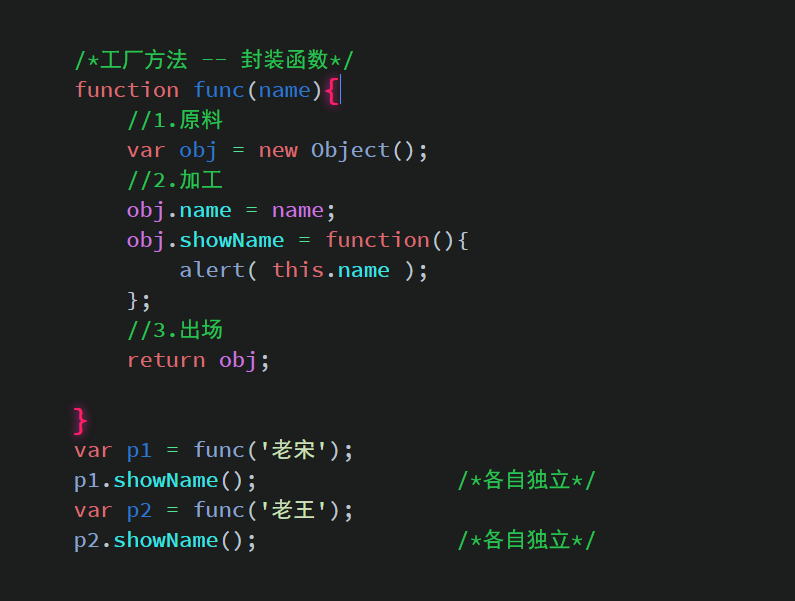 /*工厂方法 -- 封装函数*/
function func(name){
//1.原料
var obj = new Object();
//2.加工
obj.name = name;
obj.showName = function(){
alert( this.name );
};
//3.出场
return obj;
}
var p1 = func('老宋');
p1.showName(); /*各自独立*/
var p2 = func('老王');
p2.showName(); /*各自独立*/